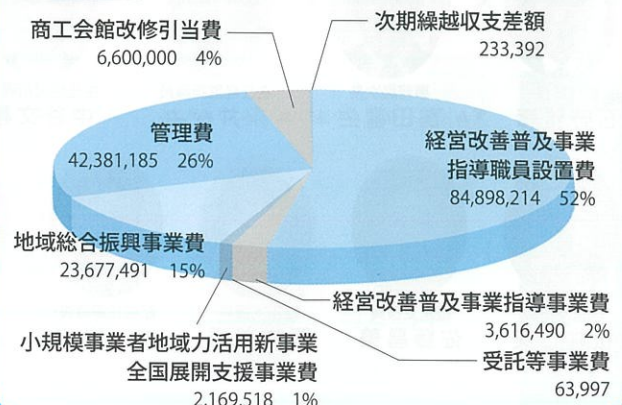 商工会館改修引当費
6,600,000 4%
次期繰越収支差額
233,392
管理費
42,381,185 26%
経営改善普及事業
指導職員設置費
84,898,214 52%
地域総合振興事業費
23,677,491 15%
経営改善普及事業指導事業費
3,616,490 2%
小規模事業者地域力活用新事業
全国展開支援事業費
2,169,518 1%
受託等事業費
63,997